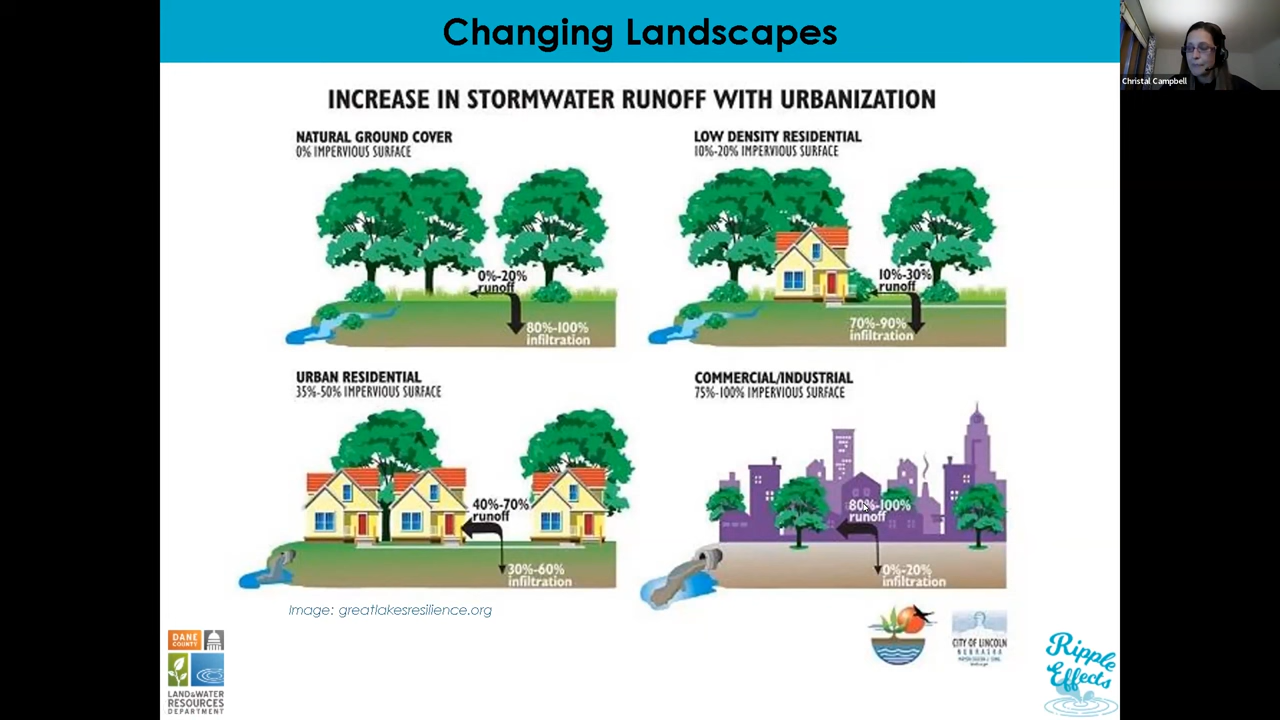 Changing Landscapes
Christal Campbell
INCREASE IN STORMWATER RUNOFF WITH URBANIZATION
NATURAL GROUND COVER
0% IMPERVIOUS SURFACE
0%-20%
runoff
80%-100%
infiltration
LOW DENSITY RESIDENTIAL
10%-20% IMPERVIOUS SURFACE
10%-30%
runoff
70%-90%
infiltration
URBAN RESIDENTIAL
35%-50% IMPERVIOUS SURFACE
40%-70%
runoff
30%-60%
infiltration
COMMERCIAL/INDUSTRIAL
75%-100% IMPERVIOUS SURFACE
80%-100%
runoff
0%-20%
infiltration
Image: greatlakesresilience.org
DANE
COUNTY
LAND & WATER
RESOURCES
DEPARTMENT
CITY OF LINCOLN
NEBRASKA
Ripple
Effects